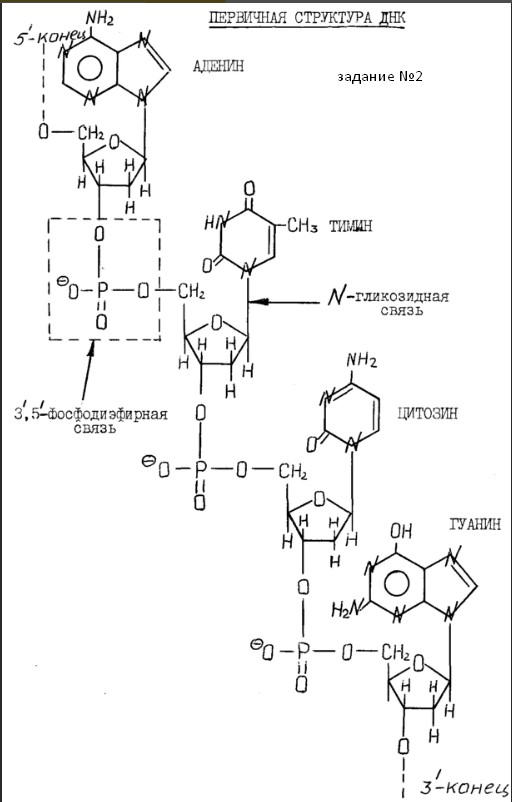 ПЕРВИЧНАЯ СТРУКТУРА ДНК
задание №2
5'-конец
NH2
N
N
АДЕНИН
N
N
O
CH2
O
H
H
H
H
H
O
⊖O
P
O
CH2
O
3',5'-фосфодиэфирная
связь
O
HN
CH3
ТИМИН
O
N
N-гликозидная
связь
O
H
H
H
H
H
O
⊖O
P
O
CH2
O
NH2
N
ЦИТОЗИН
O
N
O
H
H
H
H
H
O
ГУАНИН
OH
N
N
H2N
N
N
⊖O
P
O
CH2
O
O
H
H
H
H
O
3'-конец